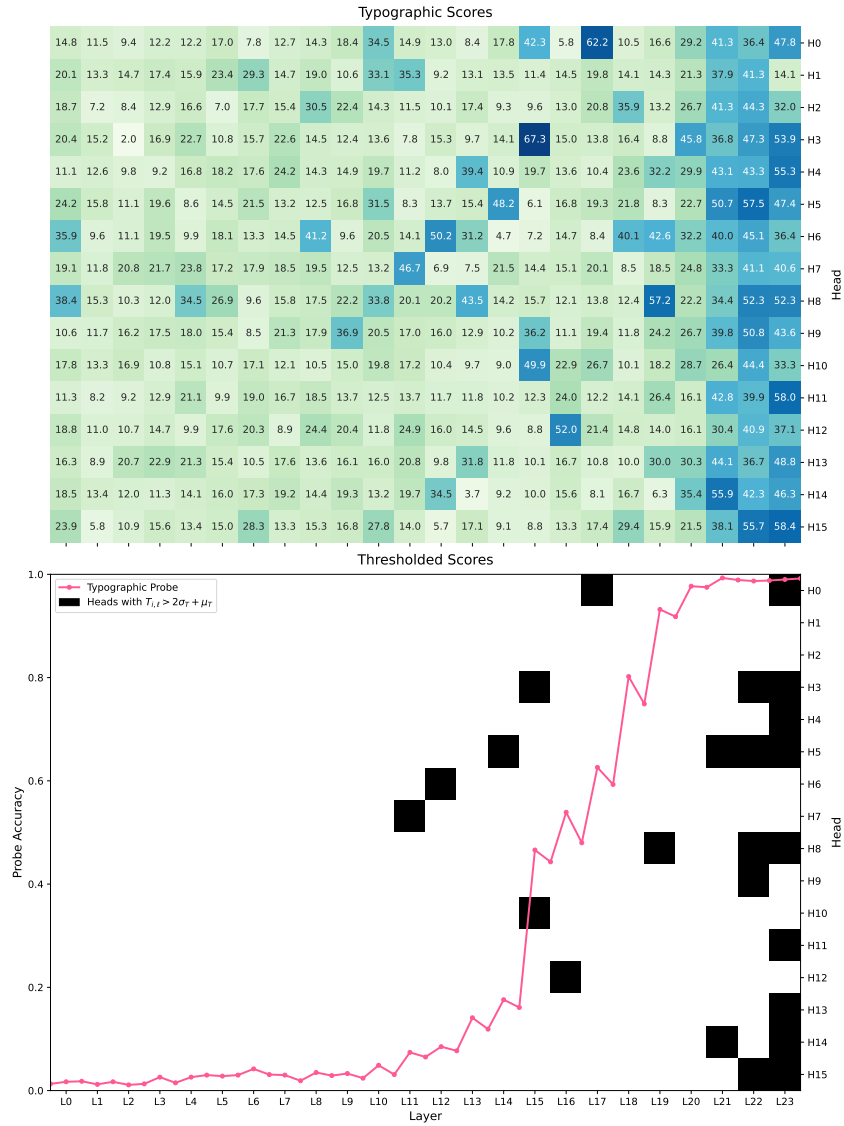 Typographic Scores
14.8 11.5 9.4 12.2 12.2 17.0 7.8 12.7 14.3 18.4 34.5 14.9 13.0 8.4 17.8 42.3 5.8 62.2 10.5 16.6 29.2 41.3 36.4 47.8 H0
20.1 13.3 14.7 17.4 15.9 23.4 29.3 14.7 19.0 10.6 33.1 35.3 9.2 13.1 13.5 11.4 14.5 19.8 14.1 14.3 21.3 37.9 41.3 14.1 H1
18.7 7.2 8.4 12.9 16.6 7.0 17.7 15.4 30.5 22.4 14.3 11.5 10.1 17.4 9.3 9.6 13.0 20.8 35.9 13.2 26.7 41.3 44.3 32.0 H2
20.4 15.2 2.0 16.9 22.7 10.8 15.7 22.6 14.5 12.4 13.6 7.8 15.3 9.7 14.1 67.3 15.0 13.8 16.4 8.8 45.8 36.8 47.3 53.9 H3
11.1 12.6 9.8 9.2 16.8 18.2 17.6 24.2 14.3 14.9 19.7 11.2 8.0 39.4 10.9 19.7 16.1 13.7 10.4 23.6 32.2 29.9 43.1 43.3 55.3 H4
24.2 15.8 11.1 19.6 8.6 14.5 21.5 13.2 12.5 16.8 31.5 8.3 13.7 15.4 48.2 6.1 16.8 19.3 21.8 8.3 22.7 50.7 57.5 47.4 H5
35.9 9.6 11.1 19.5 9.9 18.1 13.3 14.5 41.2 9.6 20.5 14.1 50.2 31.2 4.7 7.2 14.7 8.4 40.1 42.6 32.2 40.0 45.1 36.4 H6
19.1 11.8 20.8 21.7 23.8 17.2 17.9 18.8 19.5 12.5 13.2 46.7 6.9 7.5 21.5 14.4 15.1 20.1 8.5 18.5 24.8 33.3 41.1 40.6 H7
38.4 15.3 10.3 12.0 34.5 26.9 9.6 15.8 17.5 22.2 33.8 20.1 20.2 43.5 14.2 15.7 12.1 13.8 12.4 57.2 22.2 34.4 52.3 52.3 H8
10.6 11.7 16.2 17.5 18.0 15.4 8.5 21.3 17.9 36.9 20.5 17.0 16.0 12.9 10.2 36.2 11.1 19.4 11.8 24.2 26.7 39.8 50.8 43.6 H9
17.8 13.3 16.9 10.8 15.1 10.7 17.1 12.1 10.5 15.0 19.8 17.2 10.4 9.7 9.0 49.9 22.9 26.7 10.1 18.2 28.7 26.4 44.4 33.3 H10
11.3 8.2 9.2 12.9 21.1 9.9 19.0 16.7 18.5 13.7 12.5 13.7 11.7 11.8 10.2 12.3 24.0 12.2 14.1 26.4 16.1 42.8 39.9 58.0 H11
18.8 11.0 10.7 14.7 9.9 17.6 20.3 8.9 24.4 20.4 11.8 24.9 16.0 14.5 9.6 8.8 52.0 21.4 14.8 14.0 16.1 30.4 40.9 37.1 H12
16.3 8.9 20.7 22.9 21.3 15.4 10.5 17.6 13.6 16.1 16.0 20.8 9.8 31.8 11.8 10.1 16.7 10.8 10.0 30.0 30.3 44.1 36.7 48.8 H13
18.5 13.4 12.0 11.3 14.1 16.0 17.3 19.2 14.4 19.3 13.2 19.7 34.5 3.7 9.2 10.0 15.6 8.1 16.7 6.3 35.4 55.9 42.3 46.3 H14
23.9 5.8 10.9 15.6 13.4 15.0 28.3 13.3 15.3 16.8 27.8 14.0 5.7 17.1 9.1 8.8 13.3 17.4 29.4 15.9 21.5 38.1 55.7 58.4 H15
Head
Thresholded Scores
Typographic Probe
Heads with T_{i,ℓ} > 2σ_T + μ_T
1.0
0.8
0.6
0.4
0.2
0.0
Probe Accuracy
H0
H1
H2
H3
H4
H5
H6
H7
H8
H9
H10
H11
H12
H13
H14
H15
Head
L0 L1 L2 L3 L4 L5 L6 L7 L8 L9 L10 L11 L12 L13 L14 L15 L16 L17 L18 L19 L20 L21 L22 L23
Layer